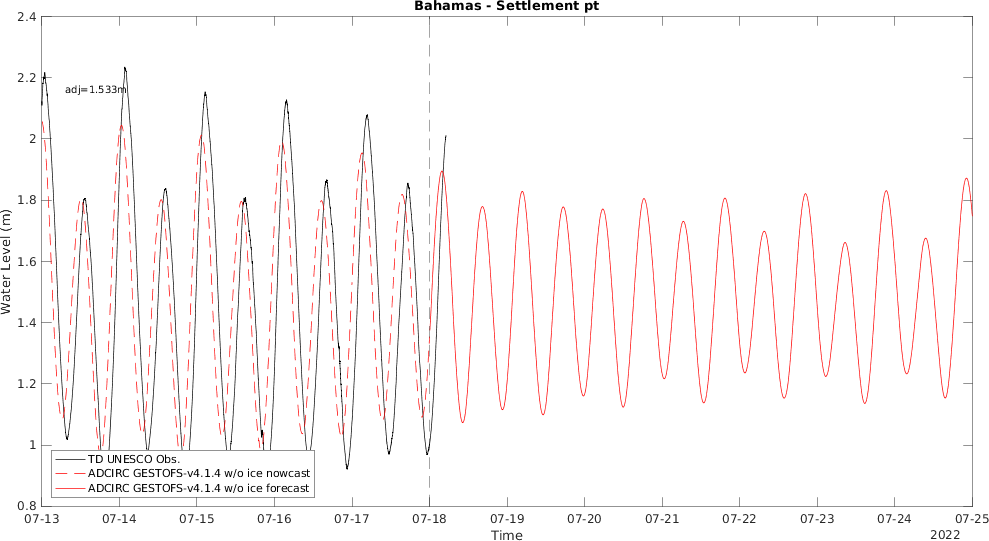 Bahamas - Settlement pt
2.4
2.2
adj=1.533m
2
1.8
1.6
Water Level (m)
1.4
1.2
1
TD UNESCO Obs.
ADCIRC GESTOFS-v4.1.4 w/o ice nowcast
ADCIRC GESTOFS-v4.1.4 w/o ice forecast
0.8
07-13 07-14 07-15 07-16 07-17 07-18 07-19 07-20 07-21 07-22 07-23 07-24 07-25
Time
2022